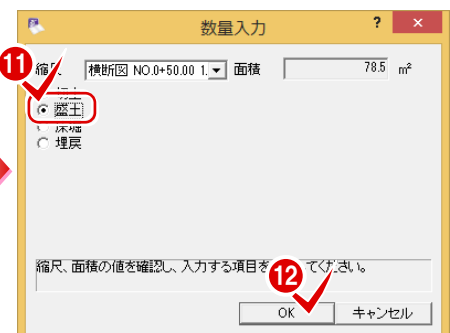 数量入力
? ×
11
縮尺 横断図 NO.0+50.00 1. 面積 78.5 m²
盛土
埋戻
縮尺、面積の値を確認し、入力する項目を てください。
12
OK キャンセル